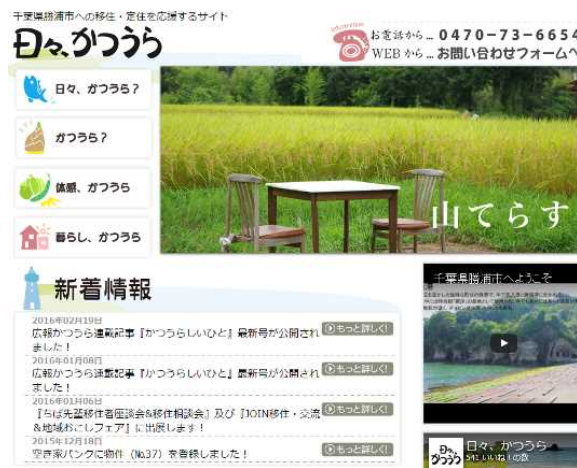 千葉県勝浦市への移住・定住を応援するサイト
日々、かつうら
お電話から… 0470-73-6654
WEBから… お問い合わせフォームへ
日々、かつうら？
かつうら？
体感、かつうら
暮らし、かつうら
山てらす
新着情報
2016年02月19日
広報かつうら連載記事『かつうらしいひと』最新号が公開され
ました！
もっと詳しく！
2016年01月08日
広報かつうら連載記事『かつうらしいひと』最新号が公開され
ました！
もっと詳しく！
2016年01月06日
『ちば先輩移住者座談会&移住相談会』及び『JOIN移住・交流
&地域おこしフェア』に出展します！
もっと詳しく！
2015年12月18日
空き家バンクに物件（№37）を登録しました！
もっと詳しく！
千葉県勝浦市へようこそ
日々、かつうら
日々、かつうら
541 いいね！の数